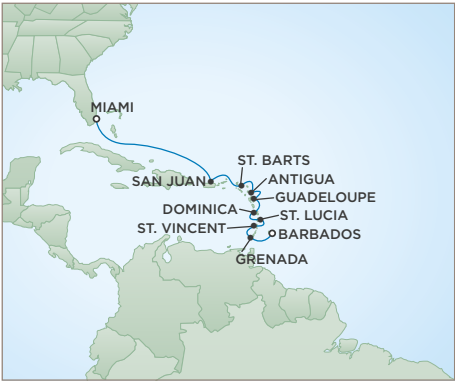 MIAMI
ST. BARTS
SAN JUAN
ANTIGUA
GUADELOUPE
DOMINICA
ST. LUCIA
ST. VINCENT
BARBADOS
GRENADA